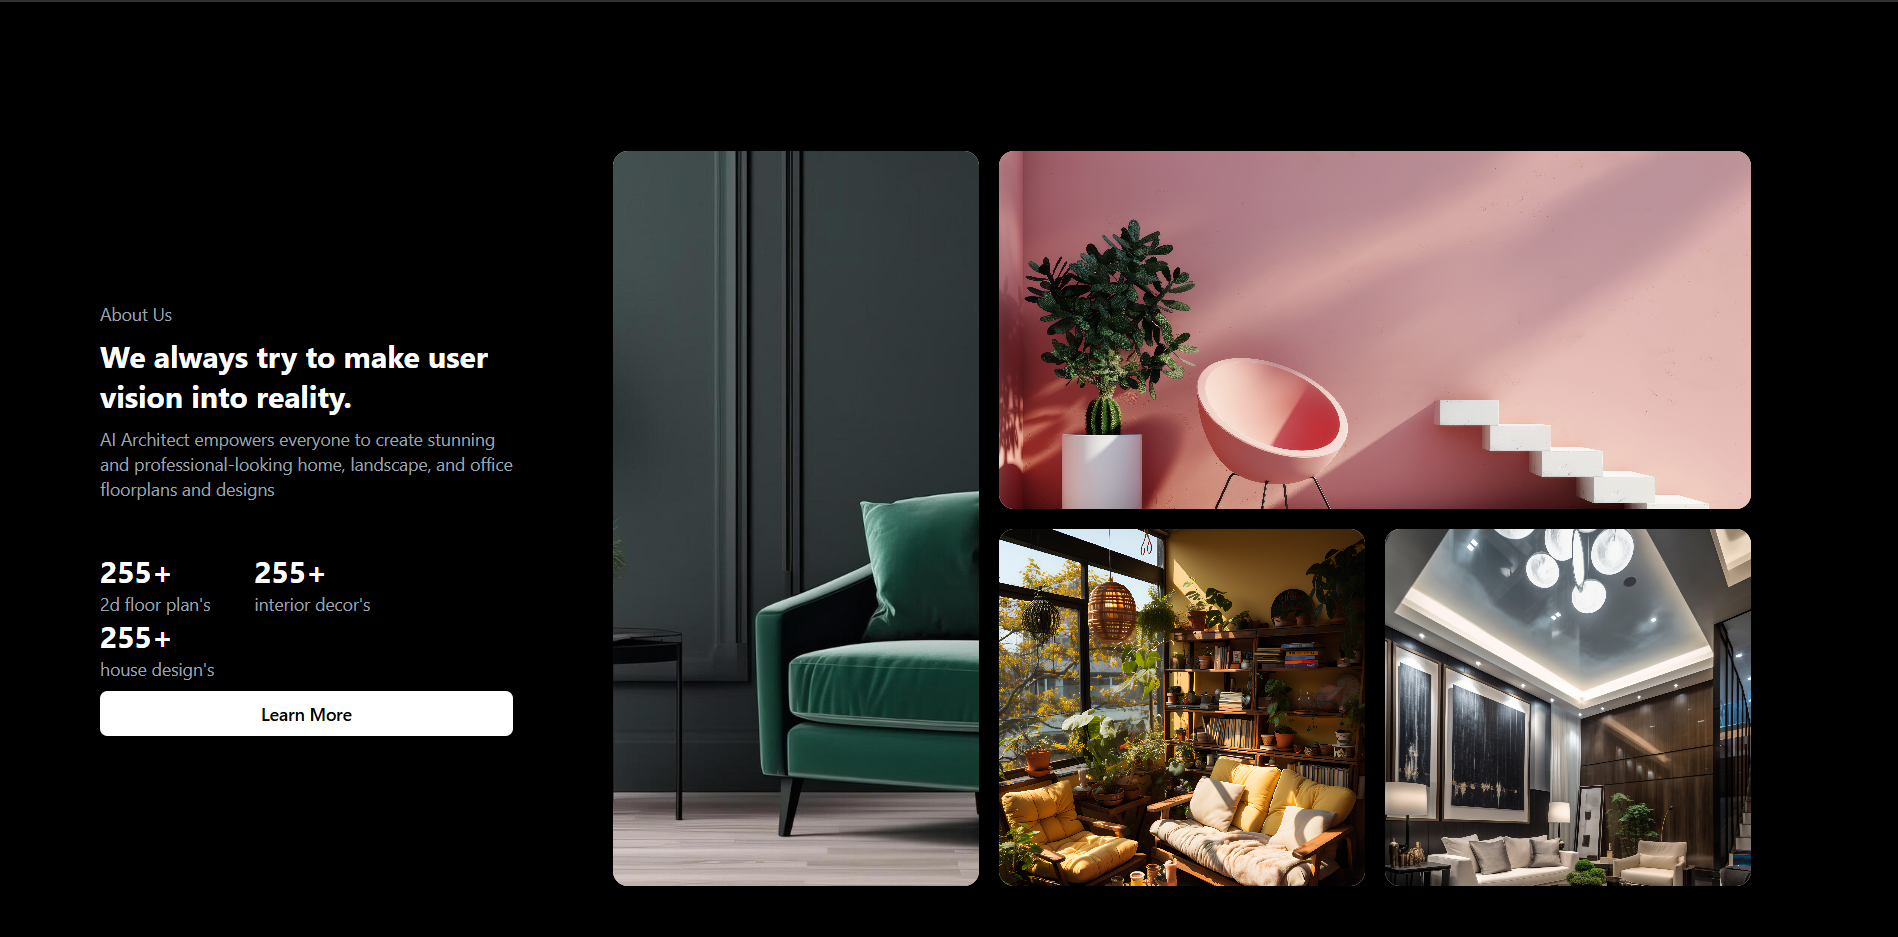 About Us
We always try to make user
vision into reality.
AI Architect empowers everyone to create stunning
and professional-looking home, landscape, and office
floorplans and designs
255+
2d floor plan's
255+
interior decor's
255+
house design's
Learn More